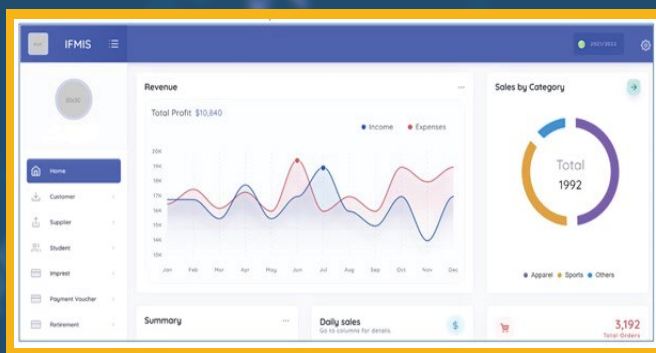 IFMIS
2021/2022
Home
Customer
Supplier
Student
Imprest
Payment Voucher
Retirement
Revenue
Total Profit $10,840
Income Expenses
20K
19K
18K
17K
16K
15K
14K
13K
Jan Feb Mar Apr May Jun Jul Aug Sep Oct Nov Dec
Sales by Category
Total
1992
Apparel Sports Others
Summary
Daily sales
Go to columns for details.
$
3,192
Total Orders